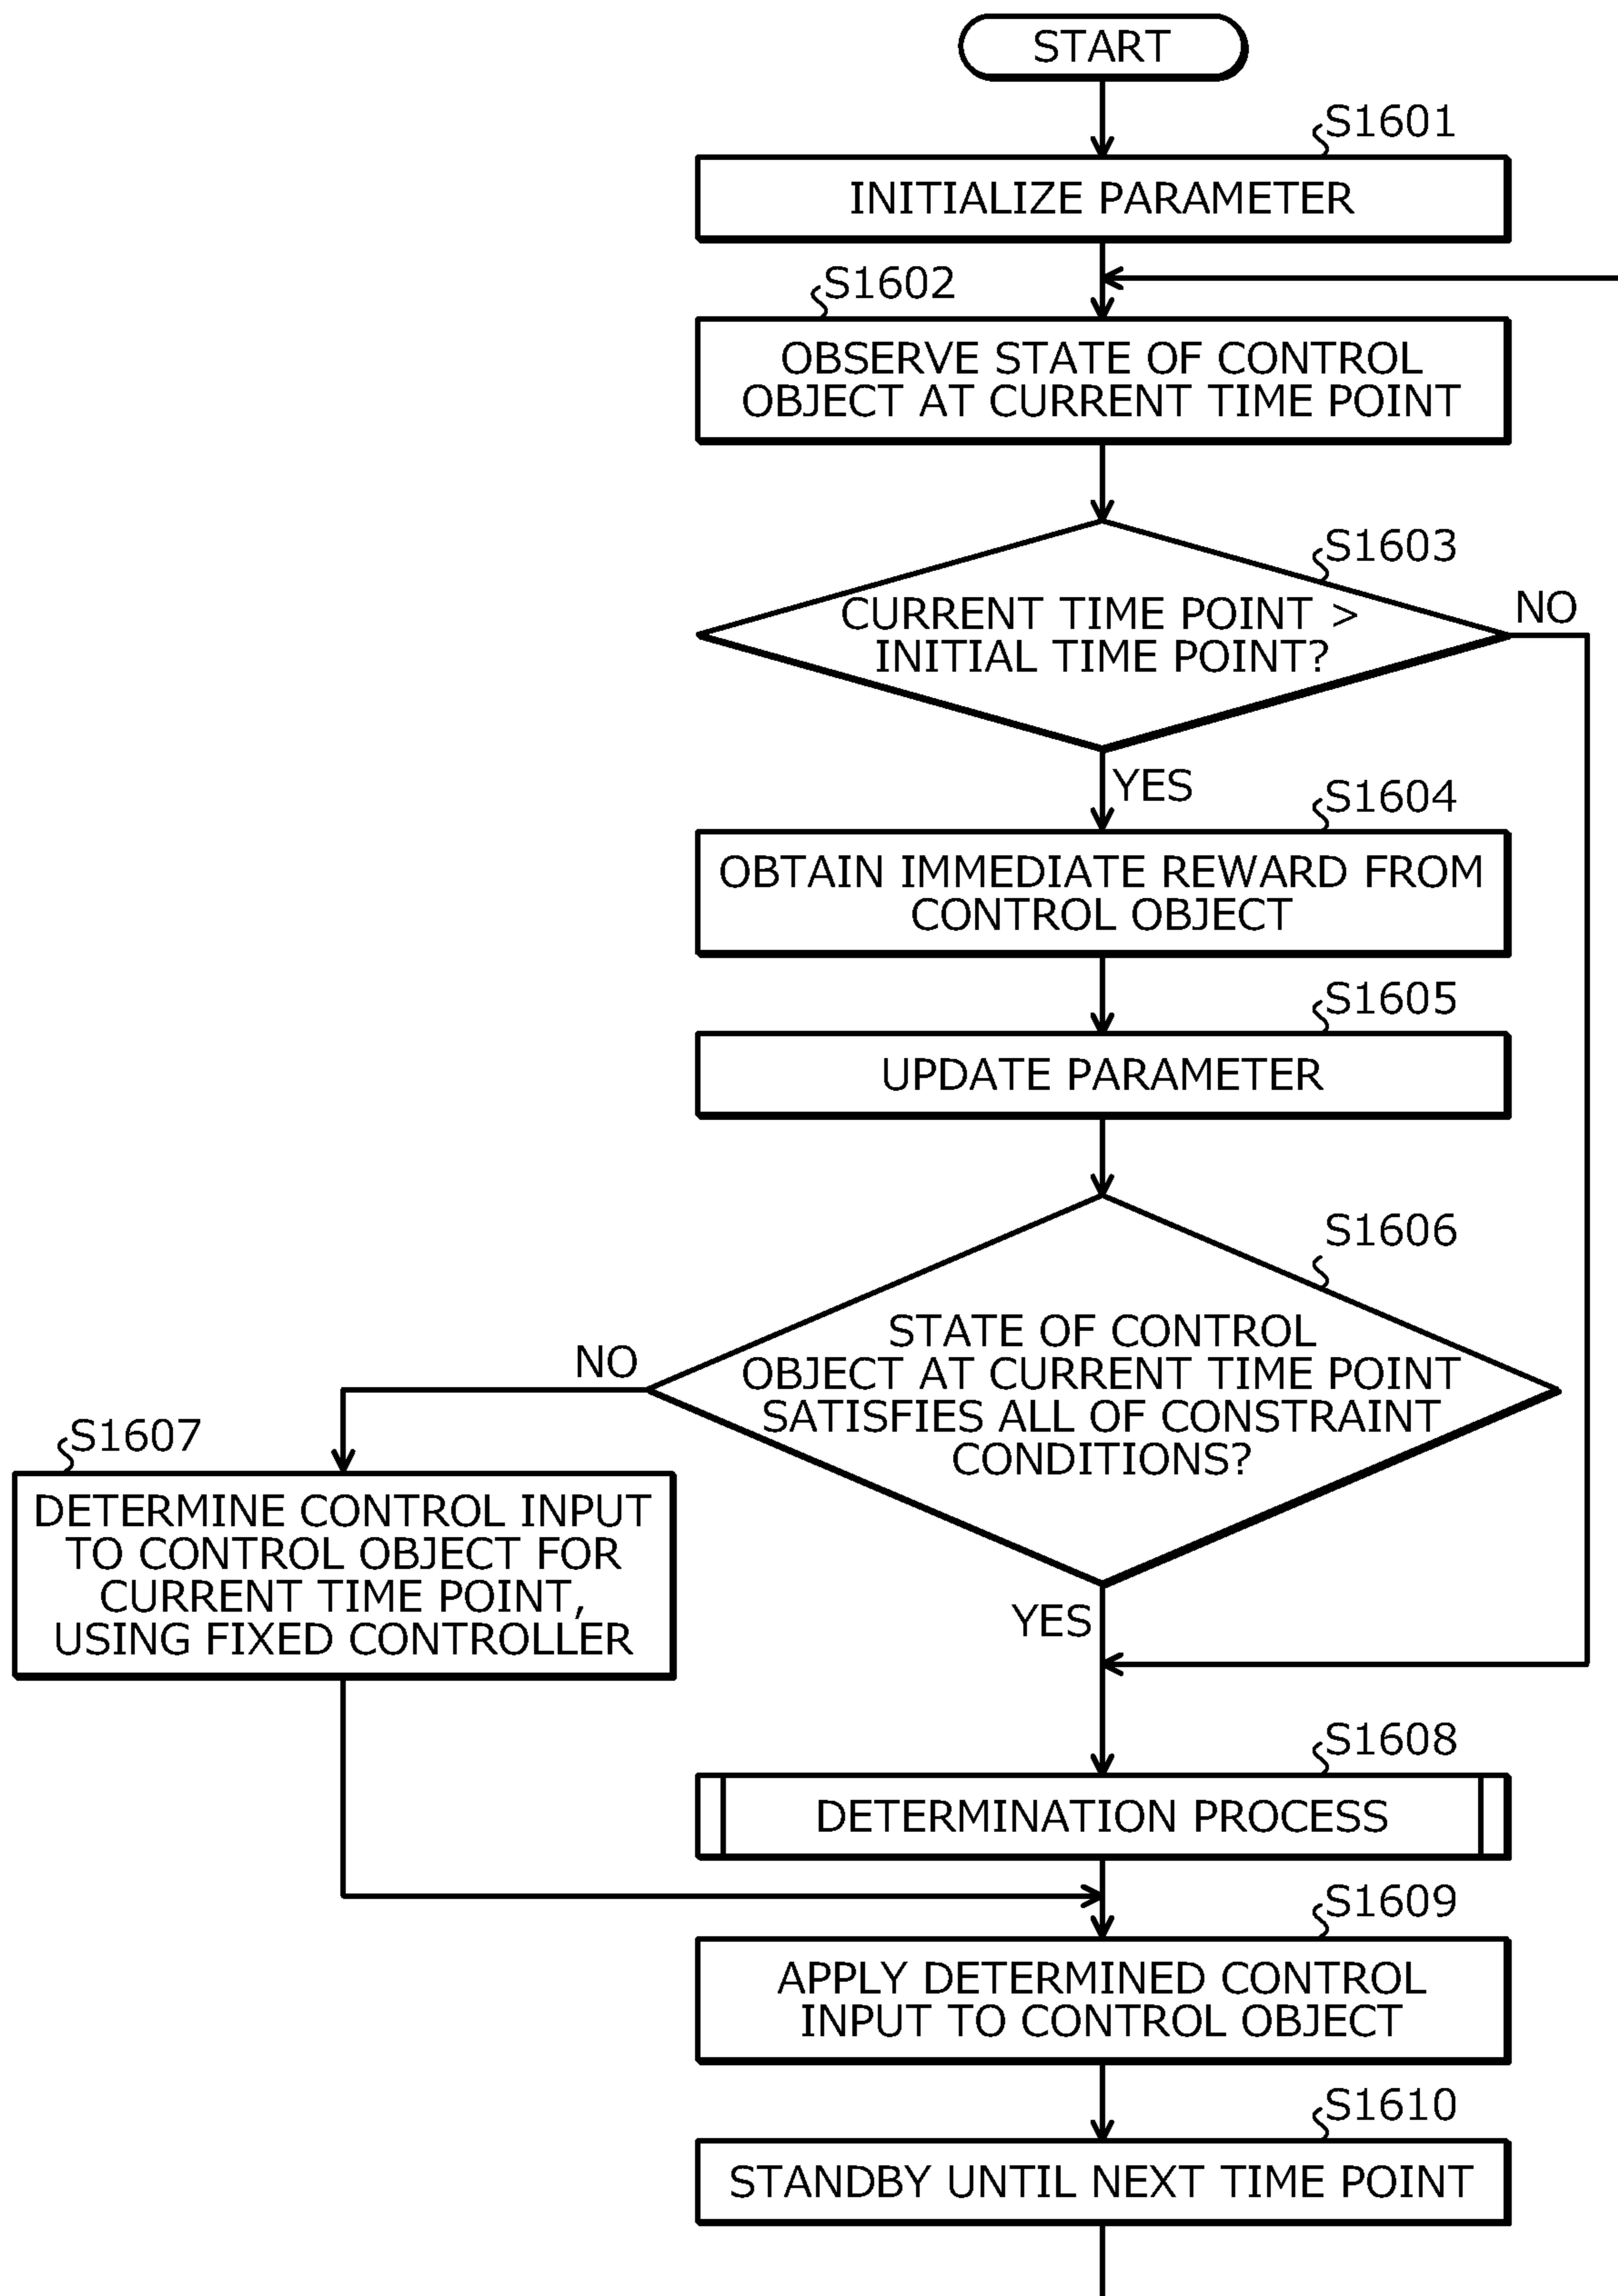 START
S1601
INITIALIZE PARAMETER
S1602
OBSERVE STATE OF CONTROL
OBJECT AT CURRENT TIME POINT
S1603
CURRENT TIME POINT >
INITIAL TIME POINT?
NO
YES
S1604
OBTAIN IMMEDIATE REWARD FROM
CONTROL OBJECT
S1605
UPDATE PARAMETER
S1606
STATE OF CONTROL
OBJECT AT CURRENT TIME POINT
SATISFIES ALL OF CONSTRAINT
CONDITIONS?
NO
S1607
DETERMINE CONTROL INPUT
TO CONTROL OBJECT FOR
CURRENT TIME POINT,
USING FIXED CONTROLLER
YES
S1608
DETERMINATION PROCESS
S1609
APPLY DETERMINED CONTROL
INPUT TO CONTROL OBJECT
S1610
STANDBY UNTIL NEXT TIME POINT